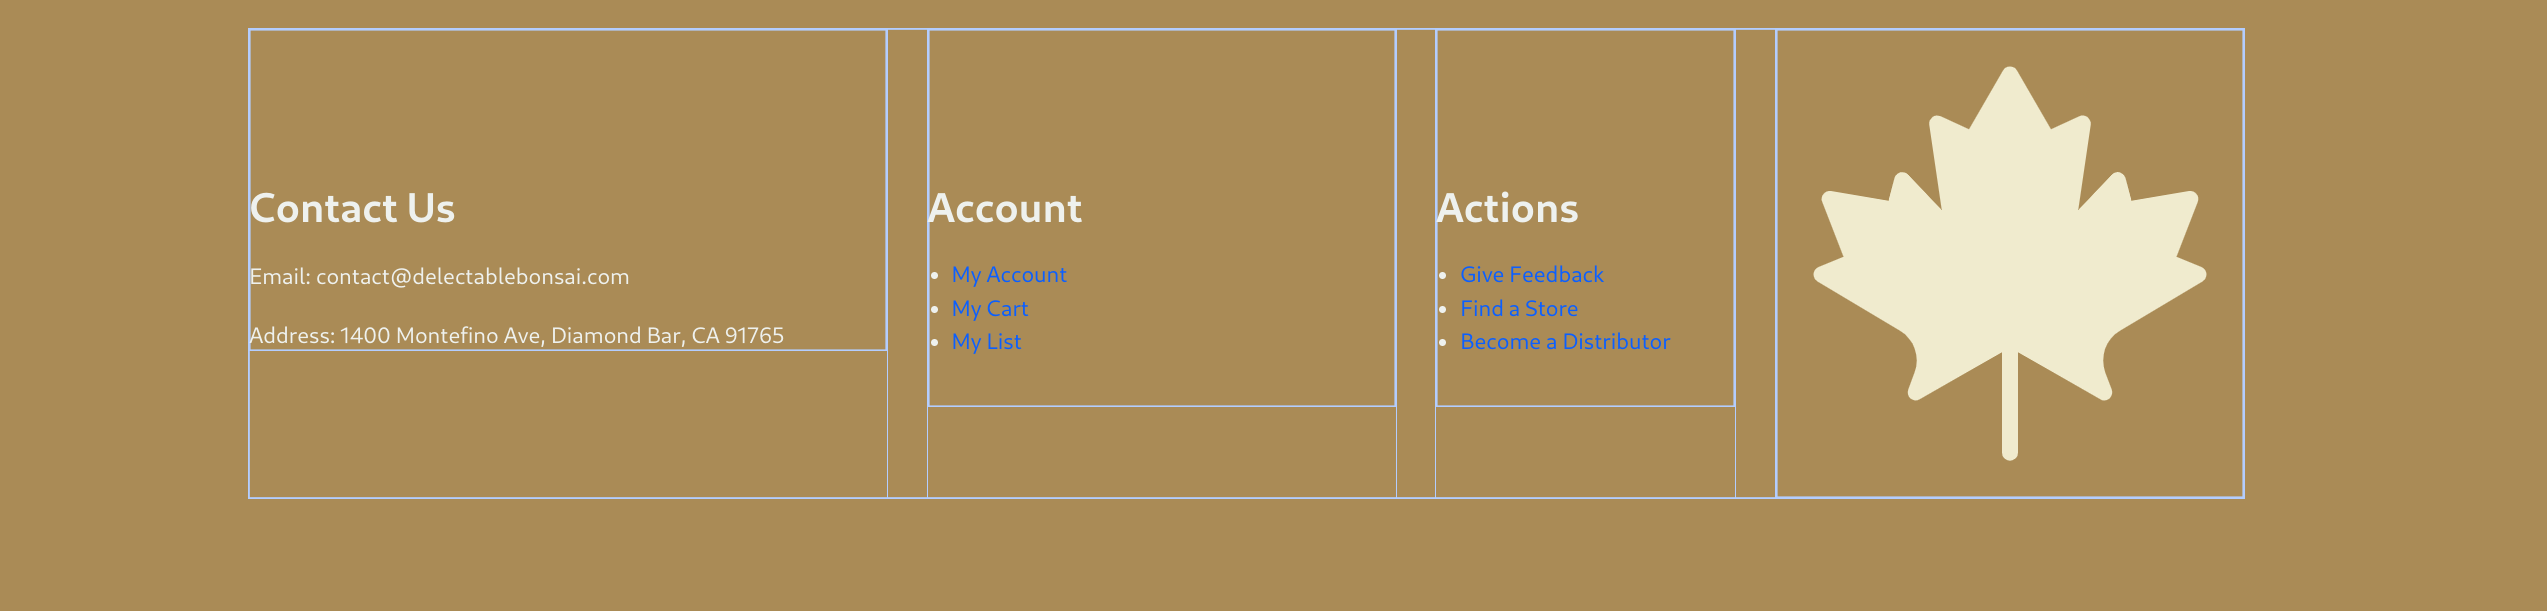 Contact Us
Email: contact@delectablebonsai.com
Address: 1400 Montefino Ave, Diamond Bar, CA 91765
Account
My Account
My Cart
My List
Actions
Give Feedback
Find a Store
Become a Distributor